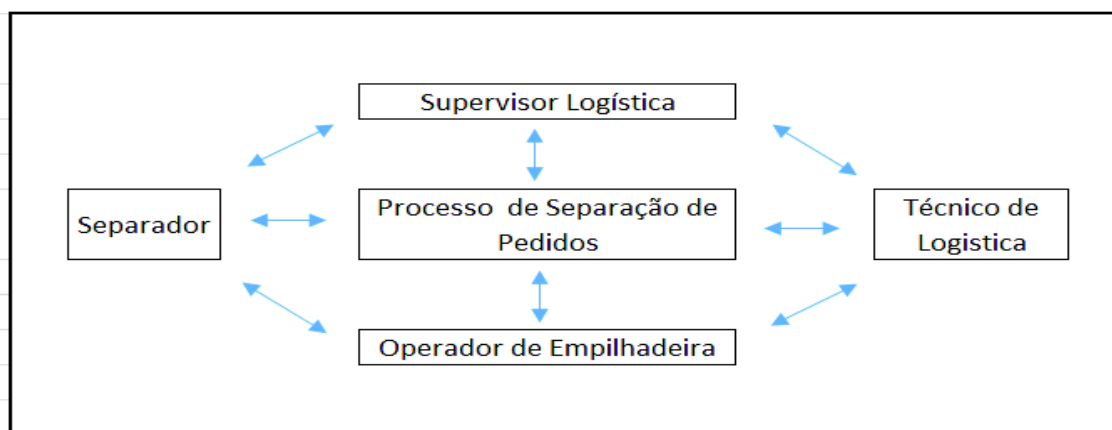 Supervisor Logística
Separador
Processo de Separação de
Pedidos
Técnico de
Logistica
Operador de Empilhadeira